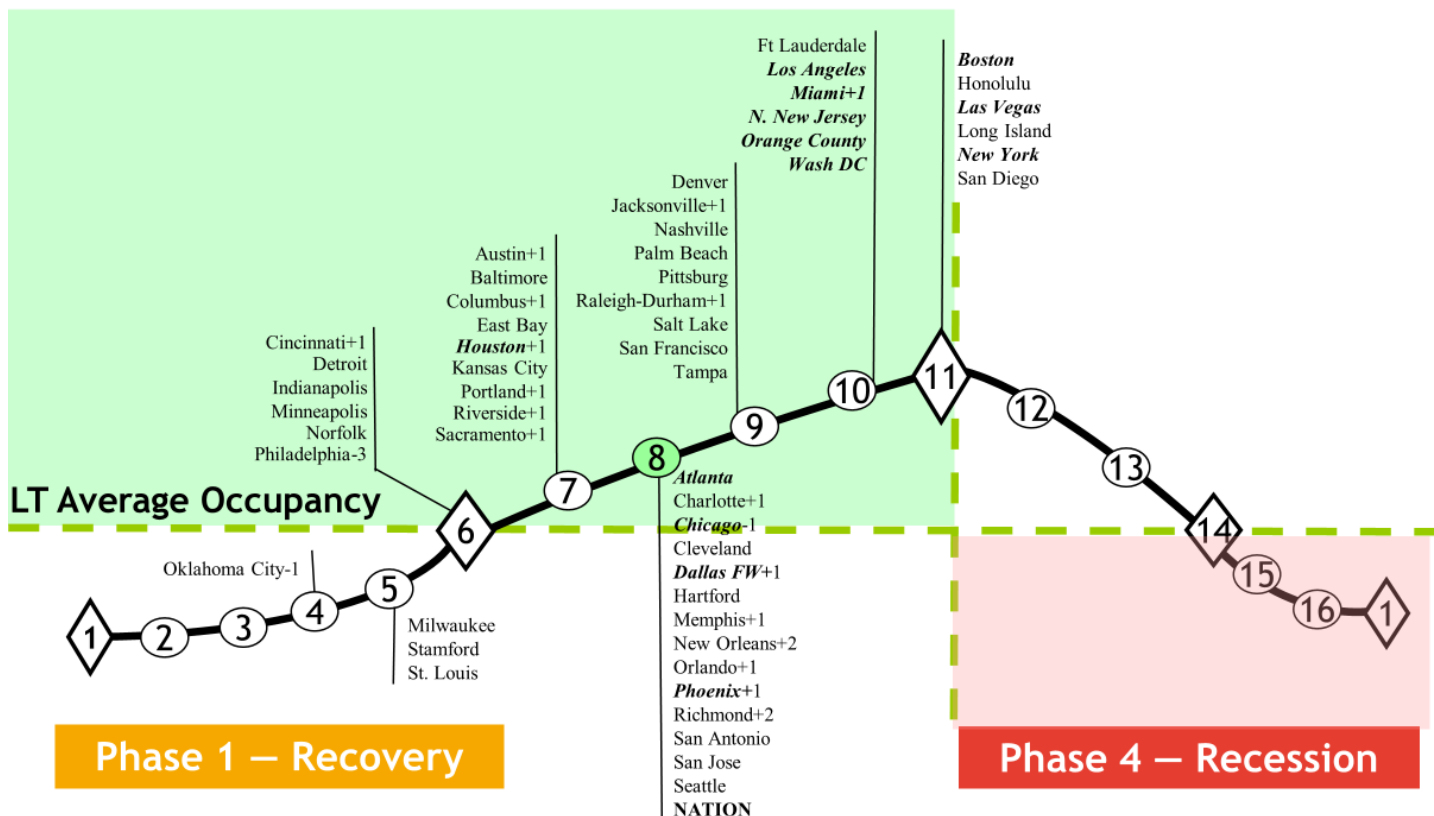 Ft Lauderdale
Los Angeles
Miami+1
N. New Jersey
Orange County
Wash DC
Boston
Honolulu
Las Vegas
Long Island
New York
San Diego
Denver
Jacksonville+1
Nashville
Palm Beach
Pittsburg
Raleigh-Durham+1
Salt Lake
San Francisco
Tampa
Austin+1
Baltimore
Columbus+1
East Bay
Houston+1
Kansas City
Portland+1
Riverside+1
Sacramento+1
Cincinnati+1
Detroit
Indianapolis
Minneapolis
Norfolk
Philadelphia-3
LT Average Occupancy
Oklahoma City-1
1
2
3
4
5
6
7
8
9
10
11
12
13
14
15
16
1
Milwaukee
Stamford
St. Louis
Atlanta
Charlotte+1
Chicago-1
Cleveland
Dallas FW+1
Hartford
Memphis+1
New Orleans+2
Orlando+1
Phoenix+1
Richmond+2
San Antonio
San Jose
Seattle
NATION
Phase 1 — Recovery
Phase 4 — Recession